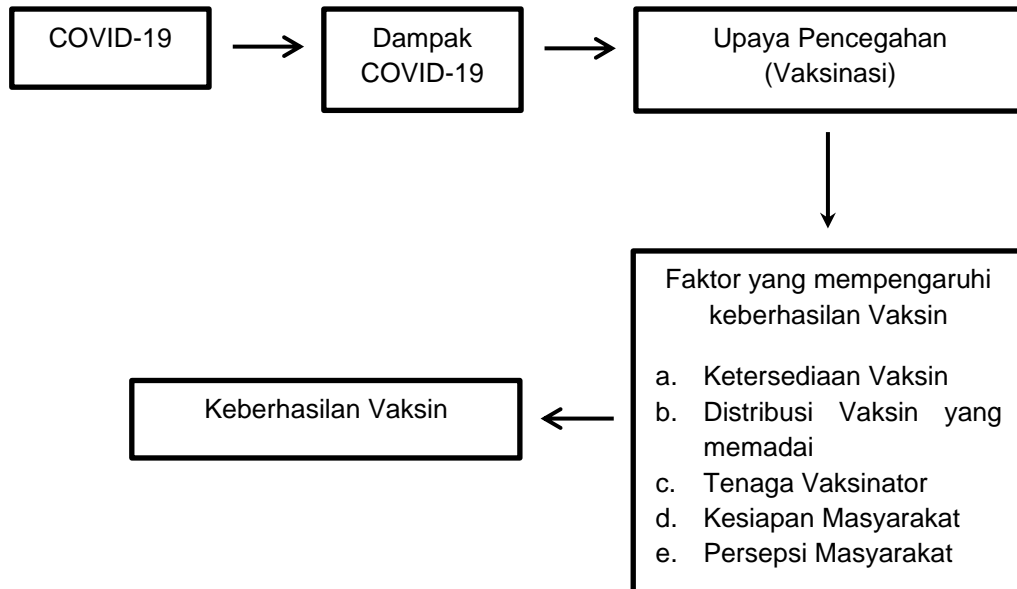 COVID-19
Dampak
COVID-19
Upaya Pencegahan
(Vaksinasi)
Faktor yang mempengaruhi
keberhasilan Vaksin
a. Ketersediaan Vaksin
b. Distribusi Vaksin yang
memadai
c. Tenaga Vaksinator
d. Kesiapan Masyarakat
e. Persepsi Masyarakat
Keberhasilan Vaksin